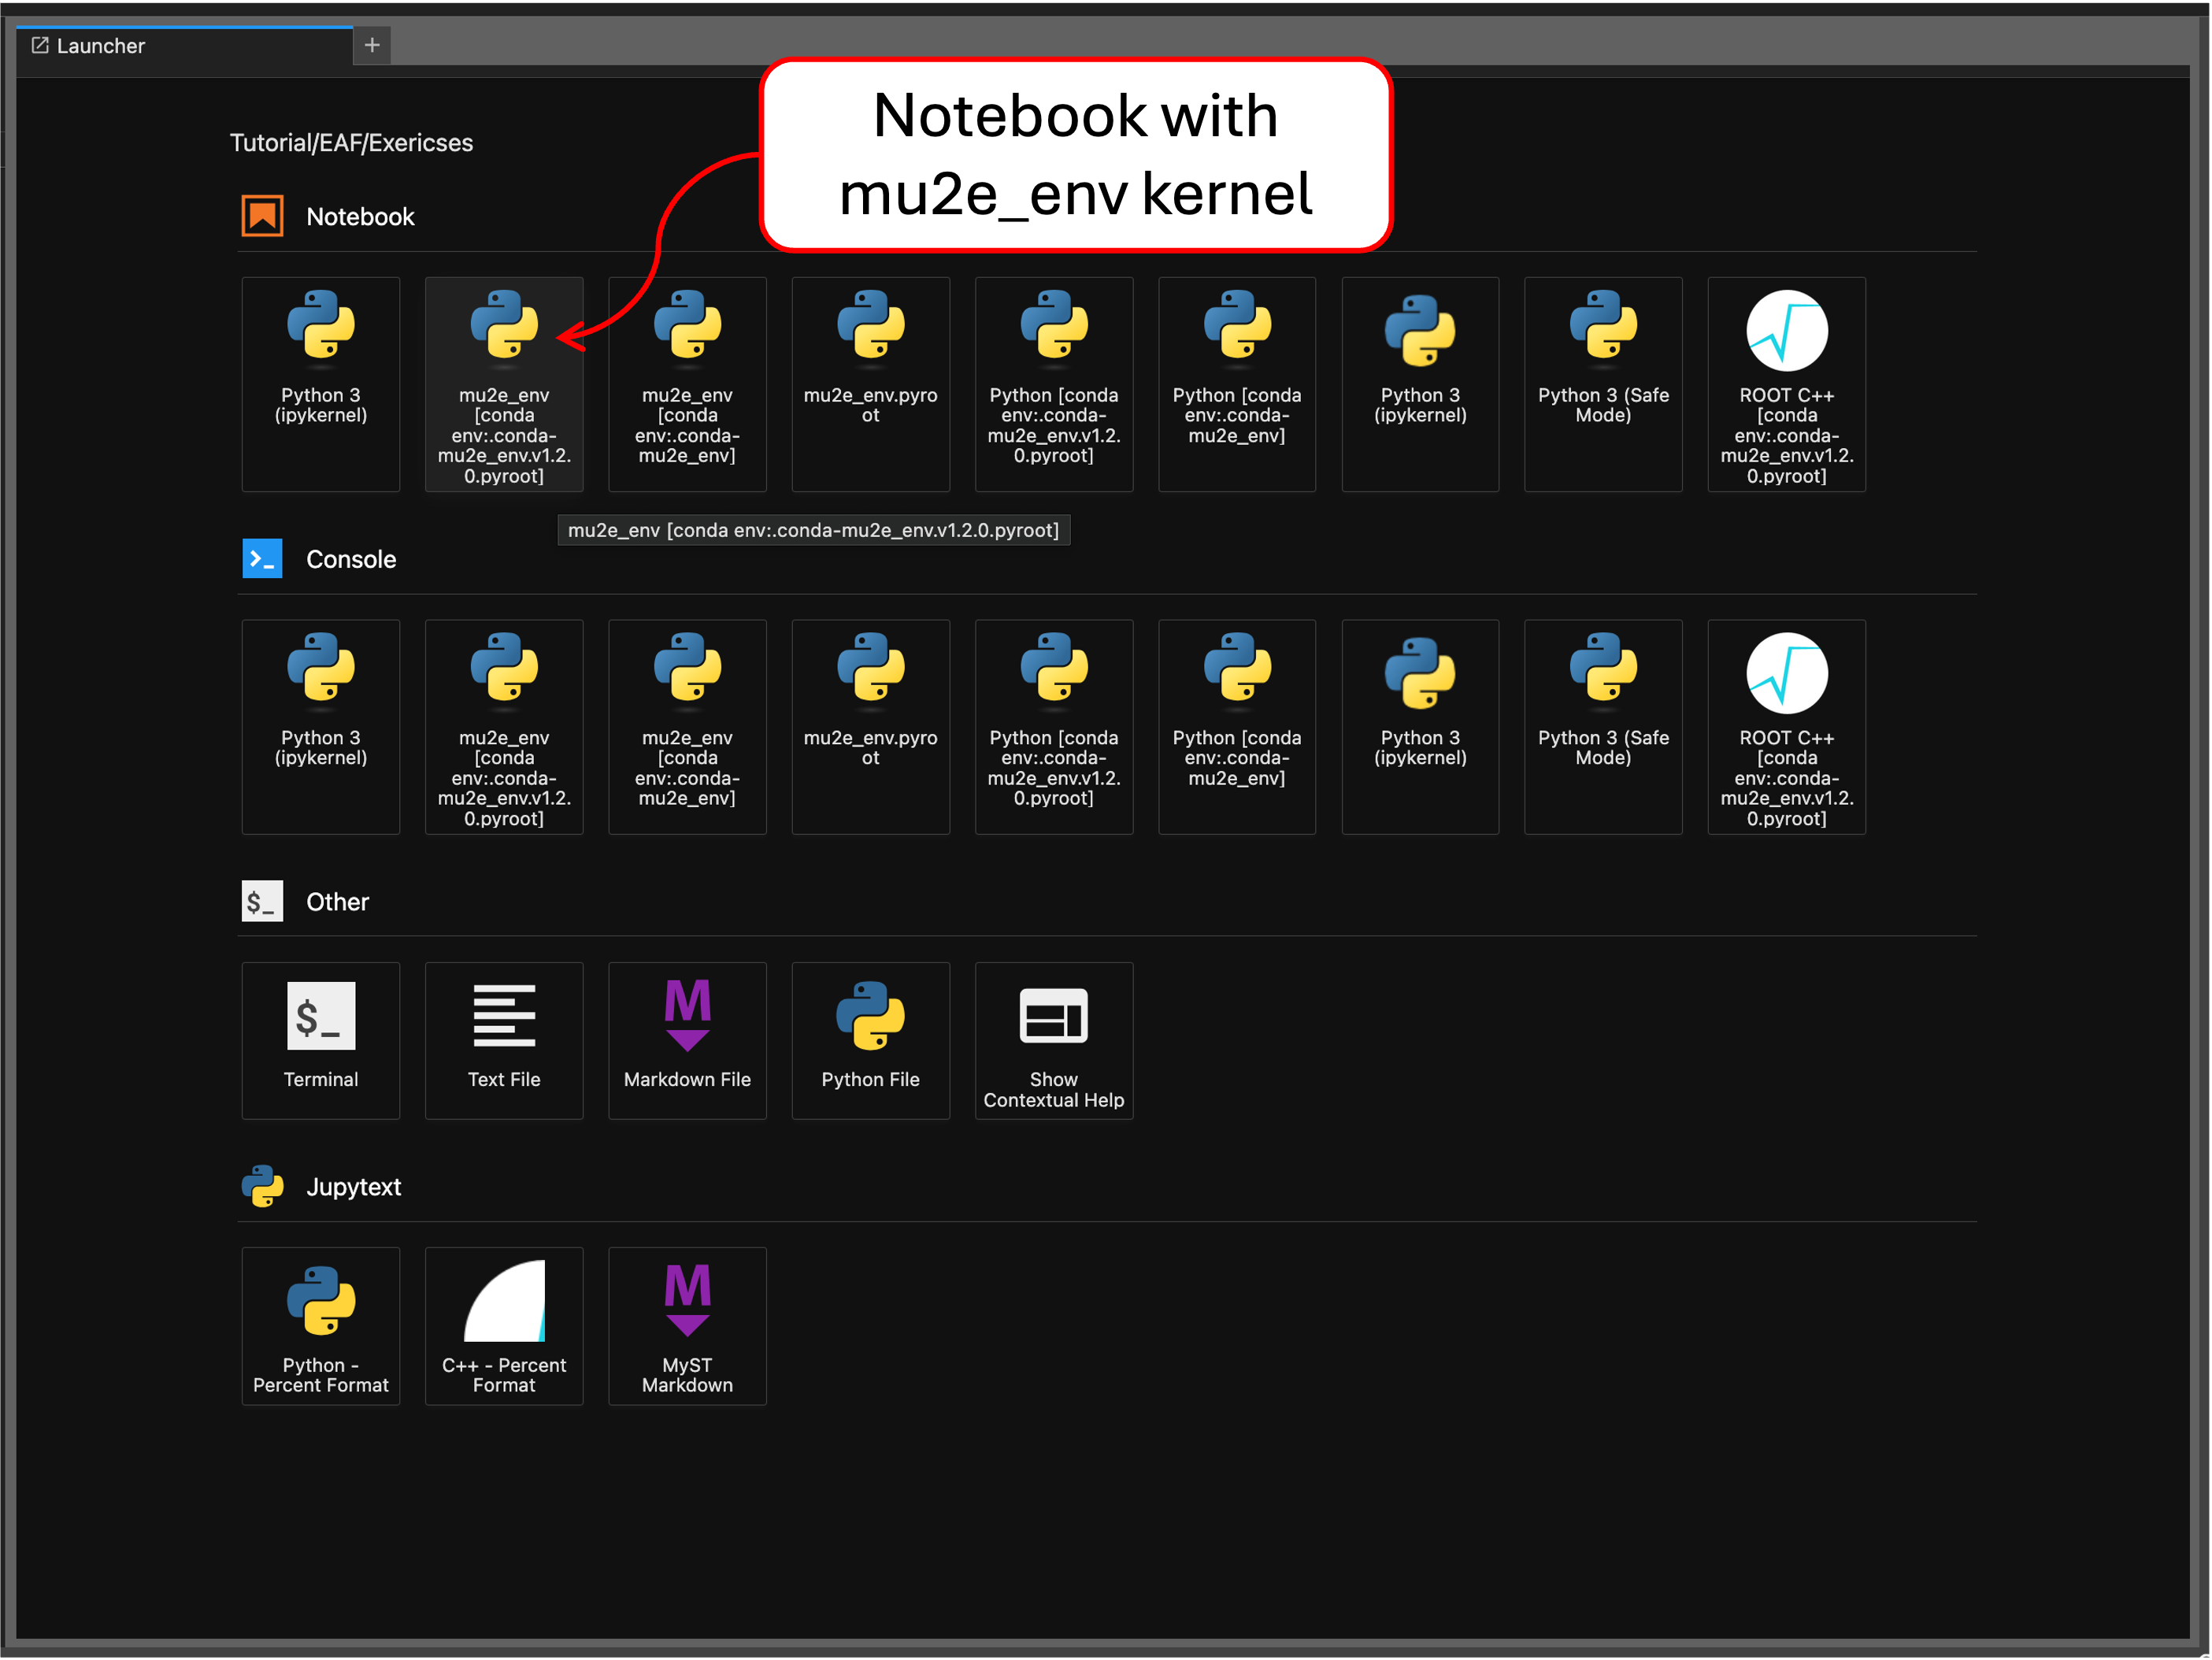 Launcher
+
Notebook with
mu2e_env kernel
Tutorial/EAF/Exericses
Notebook
Python 3
(ipykernel)
mu2e_env
[conda
env:.conda-
mu2e_env.v1.2.
0.pyroot]
mu2e_env
[conda
env:.conda-
mu2e_env]
mu2e_env.pyro
ot
Python [conda
env:.conda-
mu2e_env.v1.2.
0.pyroot]
Python [conda
env:.conda-
mu2e_env]
Python 3
(ipykernel)
Python 3 (Safe
Mode)
ROOT C++
[conda
env:.conda-
mu2e_env.v1.2.
0.pyroot]
mu2e_env [conda env:.conda-mu2e_env.v1.2.0.pyroot]
Console
Python 3
(ipykernel)
mu2e_env
[conda
env:.conda-
mu2e_env.v1.2.
0.pyroot]
mu2e_env
[conda
env:.conda-
mu2e_env]
mu2e_env.pyro
ot
Python [conda
env:.conda-
mu2e_env.v1.2.
0.pyroot]
Python [conda
env:.conda-
mu2e_env]
Python 3
(ipykernel)
Python 3 (Safe
Mode)
ROOT C++
[conda
env:.conda-
mu2e_env.v1.2.
0.pyroot]
$_
Other
$_
Terminal
Text File
M
Markdown File
Python File
Show
Contextual Help
Jupytext
Python -
Percent Format
C++ - Percent
Format
M
MyST
Markdown